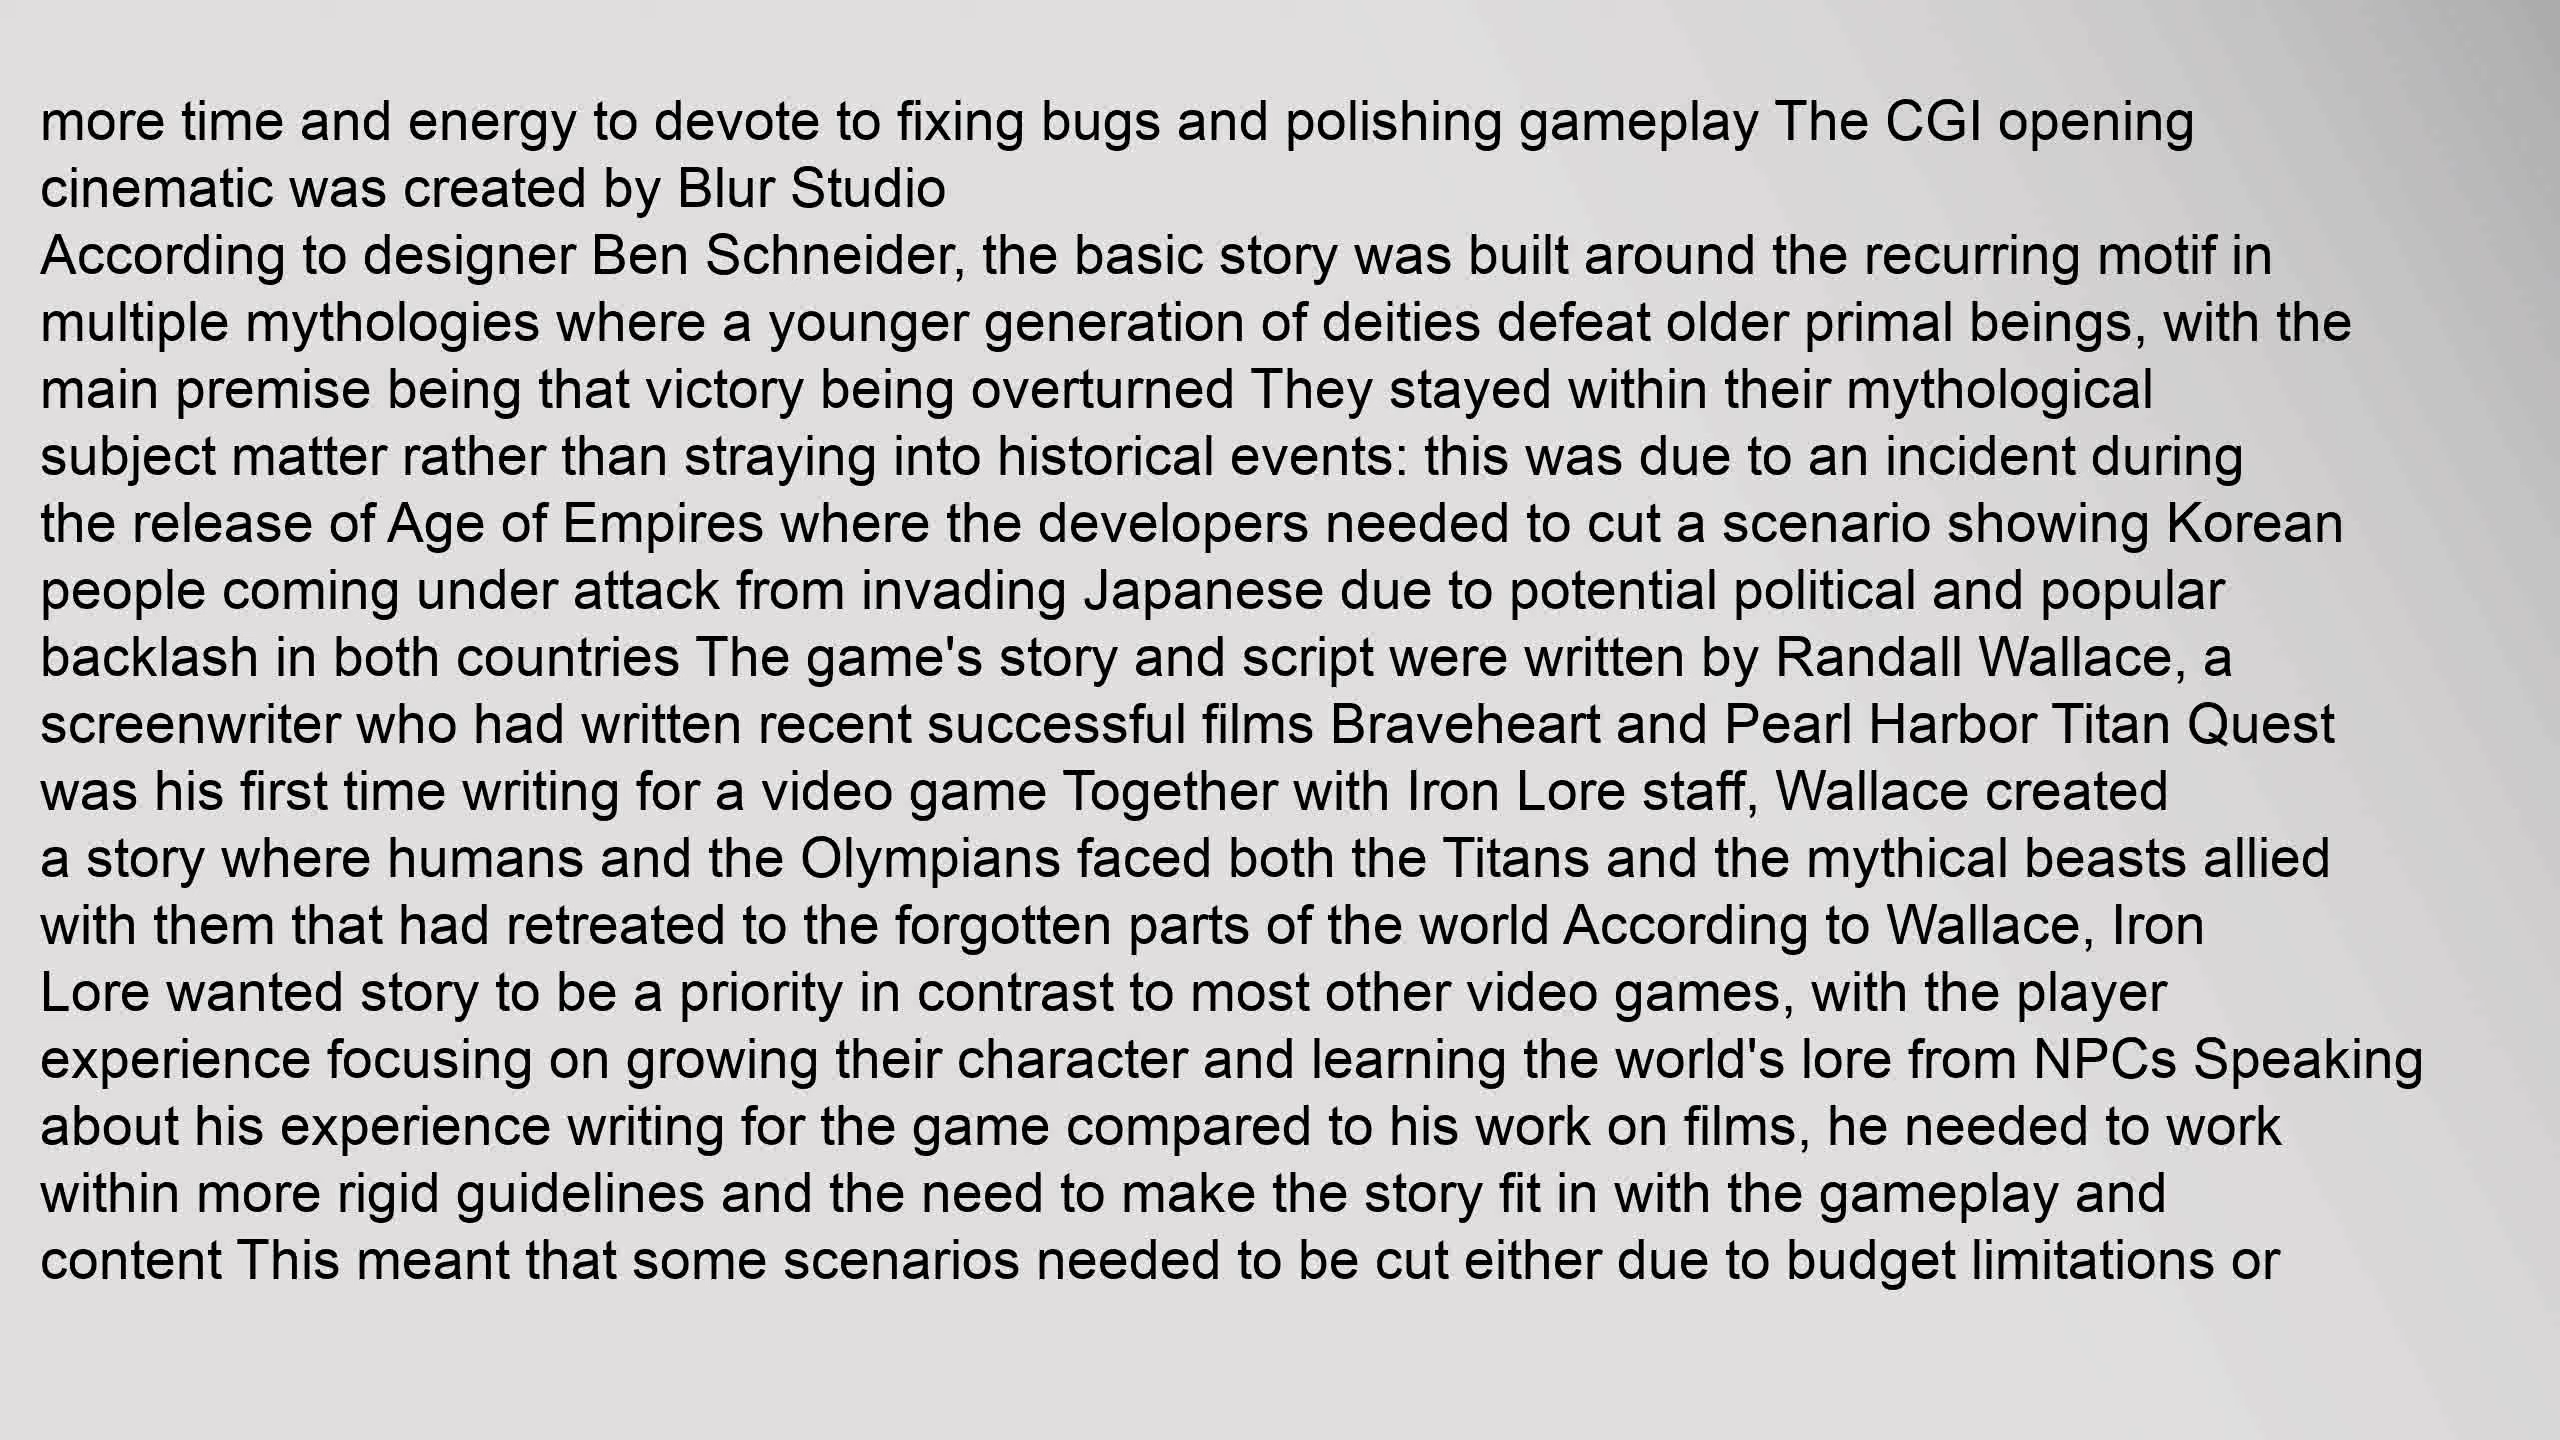 more time and energy to devote to fixing bugs and polishing gameplay The CGI opening
cinematic was created by Blur Studio
According to designer Ben Schneider, the basic story was built around the recurring motif in
multiple mythologies where a younger generation of deities defeat older primal beings, with the
main premise being that victory being overturned They stayed within their mythological
subject matter rather than straying into historical events: this was due to an incident during
the release of Age of Empires where the developers needed to cut a scenario showing Korean
people coming under attack from invading Japanese due to potential political and popular
backlash in both countries The game's story and script were written by Randall Wallace, a
screenwriter who had written recent successful films Braveheart and Pearl Harbor Titan Quest
was his first time writing for a video game Together with Iron Lore staff, Wallace created
a story where humans and the Olympians faced both the Titans and the mythical beasts allied
with them that had retreated to the forgotten parts of the world According to Wallace, Iron
Lore wanted story to be a priority in contrast to most other video games, with the player
experience focusing on growing their character and learning the world's lore from NPCs Speaking
about his experience writing for the game compared to his work on films, he needed to work
within more rigid guidelines and the need to make the story fit in with the gameplay and
content This meant that some scenarios needed to be cut either due to budget limitations or